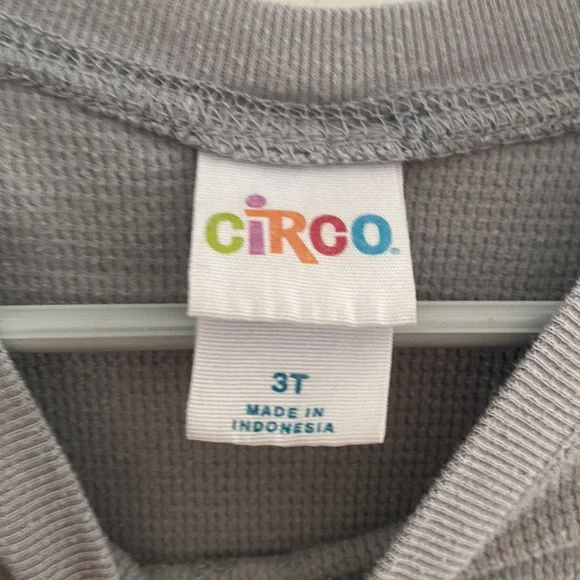 CiRCO.
3T
MADE IN
INDONESIA